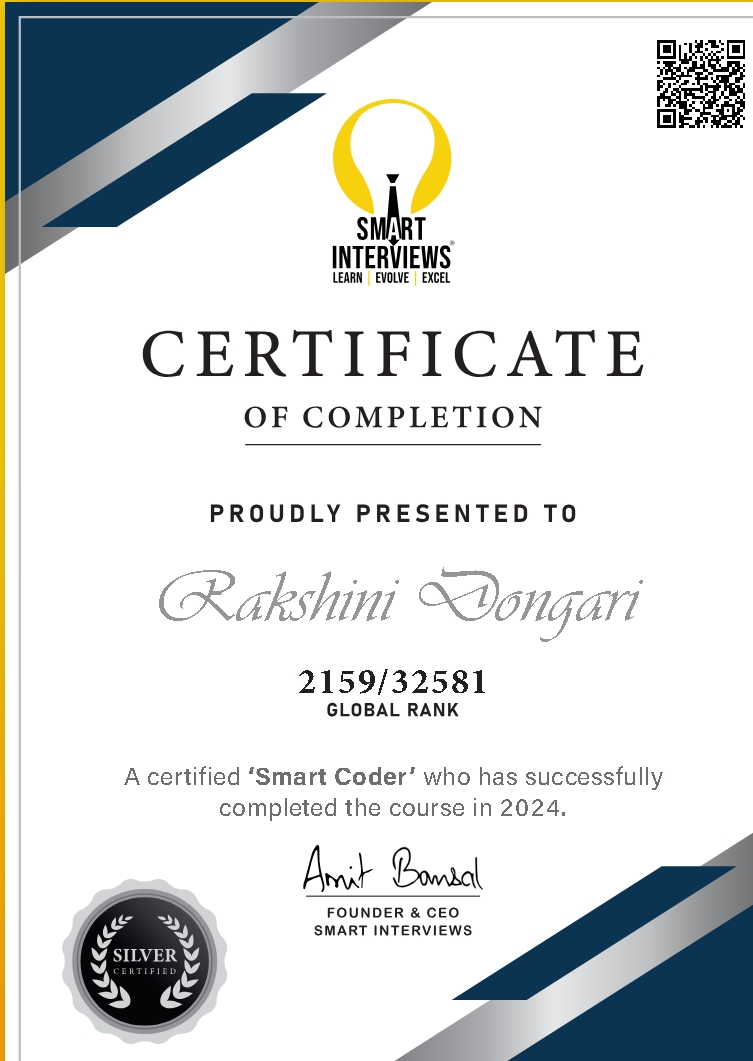 SMART
INTERVIEWS®
LEARN | EVOLVE | EXCEL
CERTIFICATE
OF COMPLETION
PROUDLY PRESENTED TO
Rakshini Dongari
2159/32581
GLOBAL RANK
A certified ‘Smart Coder’ who has successfully
completed the course in 2024.
Amit Bansal
FOUNDER & CEO
SMART INTERVIEWS
SILVER
CERTIFIED